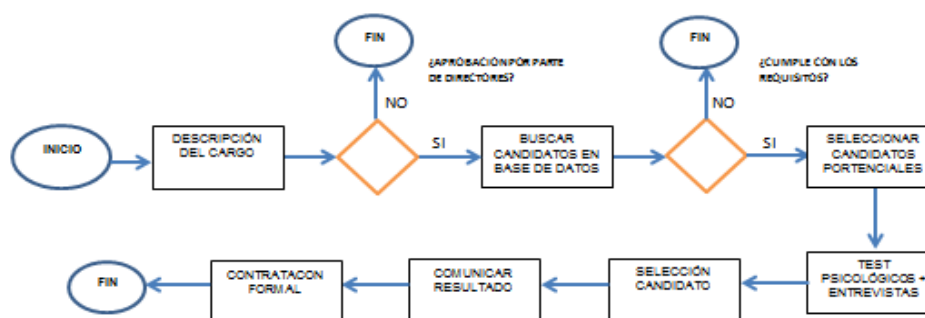 FIN
¿APROBACIÓN POR PARTE
DE DIRECTORES?
NO
FIN
¿CUMPLE CON LOS
REQUISITOS?
NO
INICIO
DESCRIPCIÓN
DEL CARGO
SI
BUSCAR
CANDIDATOS EN
BASE DE DATOS
SI
SELECCIONAR
CANDIDATOS
PORTENCIALES
FIN
CONTRATACON
FORMAL
COMUNICAR
RESULTADO
SELECCIÓN
CANDIDATO
TEST
PSICOLÓGICOS +
ENTREVISTAS